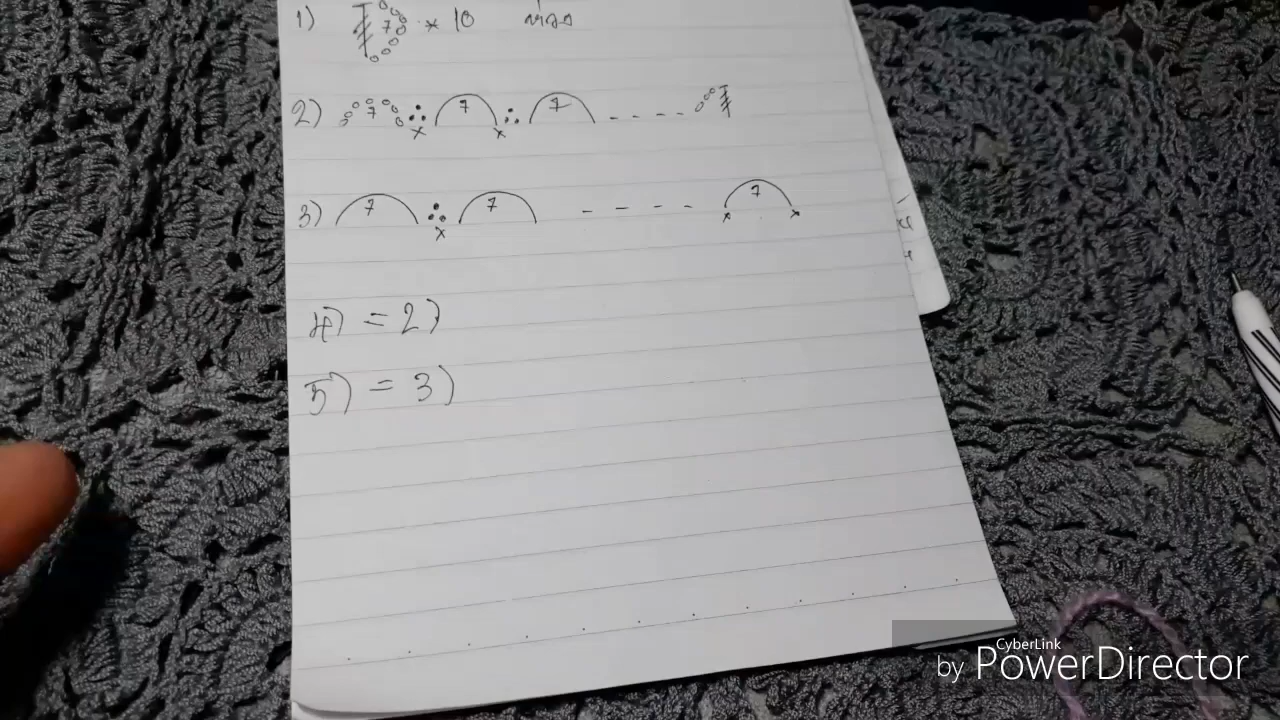 1) 7 × 10
2) 7 × 7 × 7 - - - -
3) 7 × 7 - - - - × 7 ×
4) = 2)
5) = 3)
CyberLink
by PowerDirector